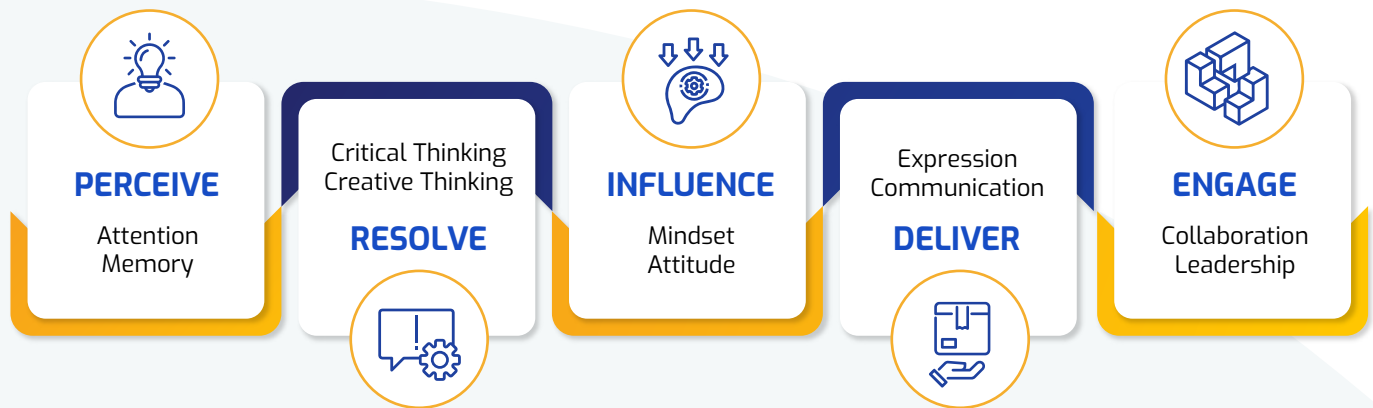 PERCEIVE
Attention
Memory
Critical Thinking
Creative Thinking
RESOLVE
INFLUENCE
Mindset
Attitude
Expression
Communication
DELIVER
ENGAGE
Collaboration
Leadership